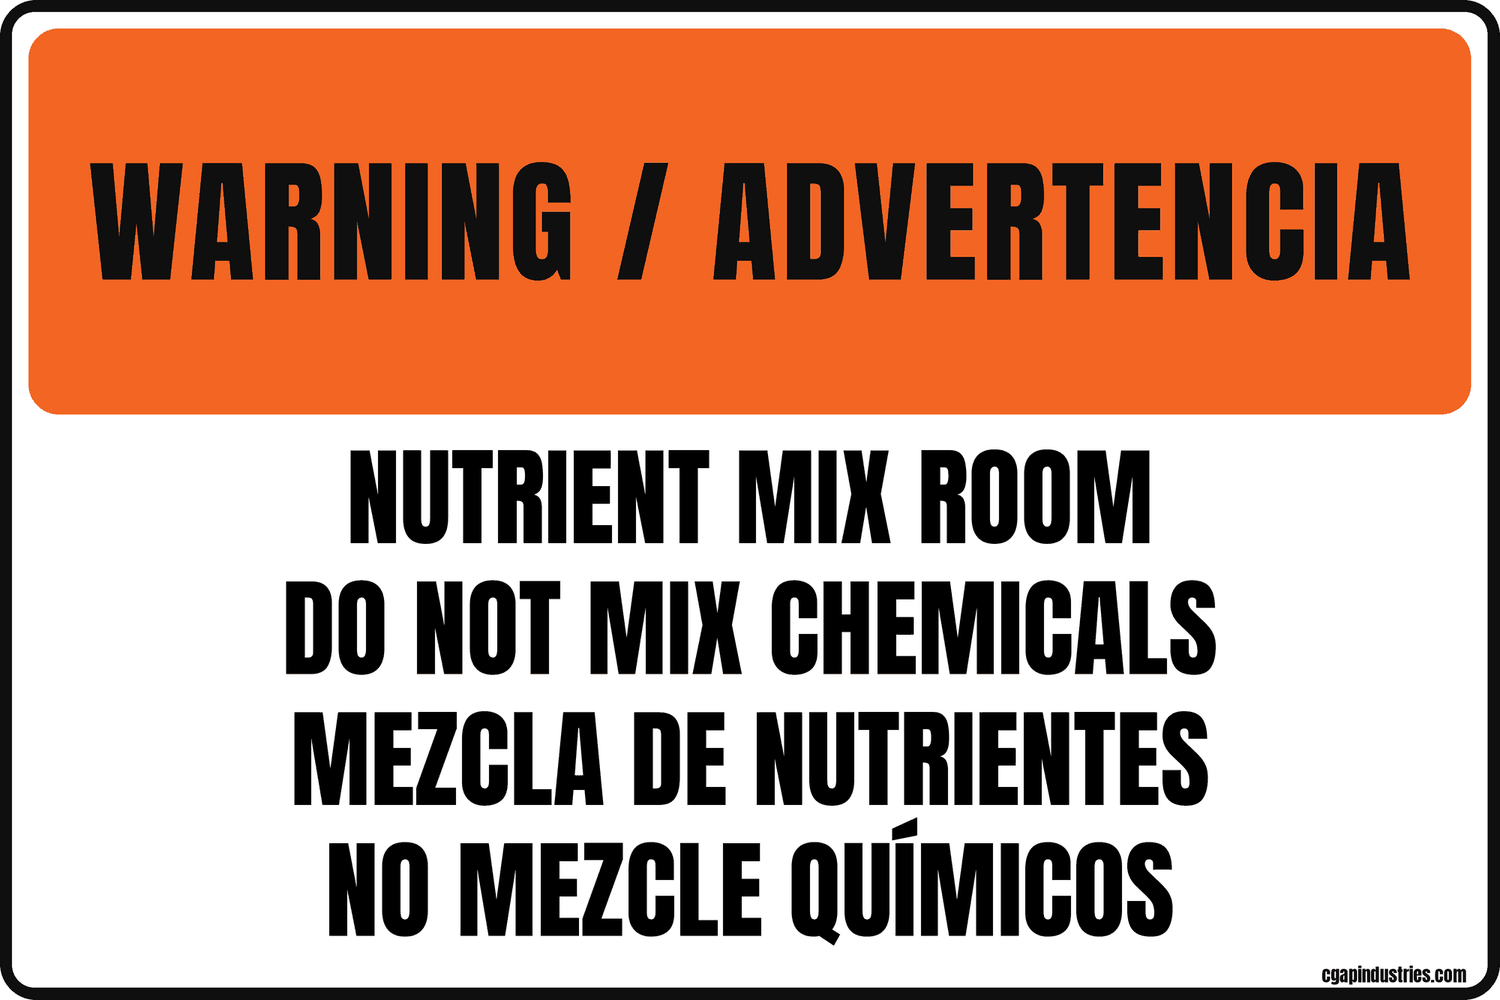 WARNING / ADVERTENCIA
NUTRIENT MIX ROOM
DO NOT MIX CHEMICALS
MEZCLA DE NUTRIENTES
NO MEZCLE QUÍMICOS
cgapindustries.com